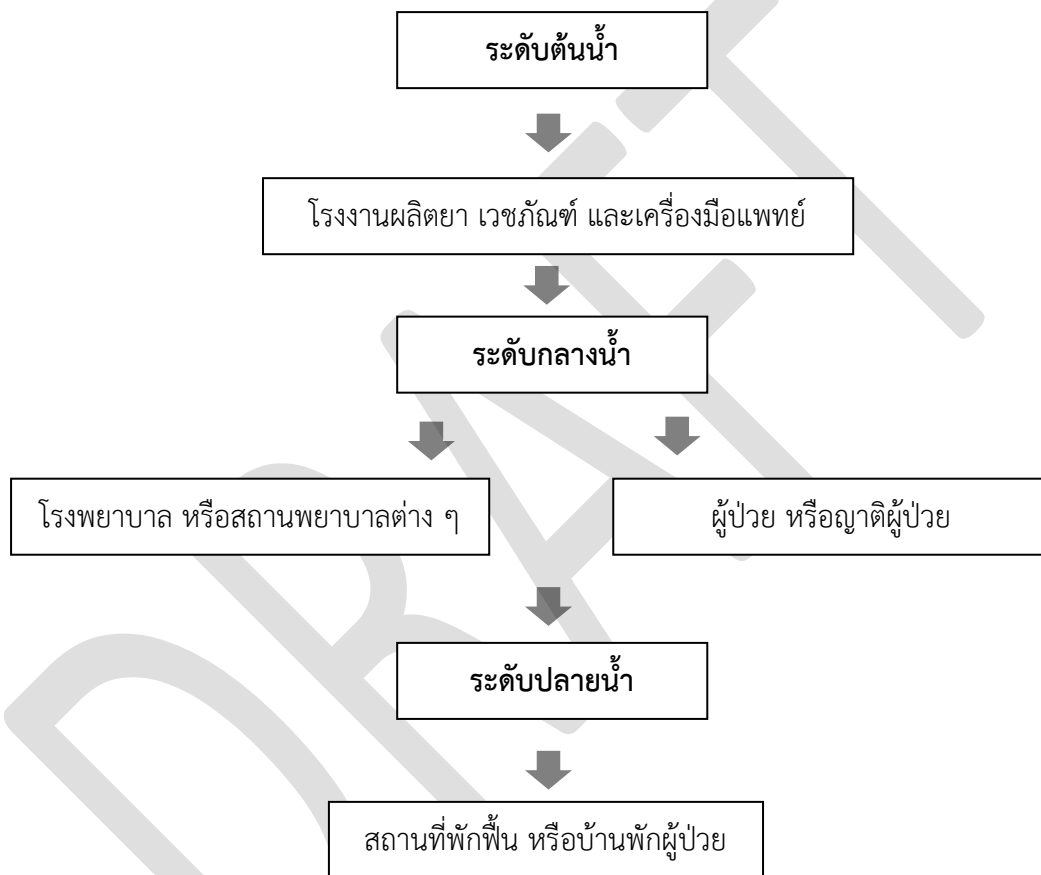 ระดับต้นน้ำ
โรงงานผลิตยา เวชภัณฑ์ และเครื่องมือแพทย์
ระดับกลางน้ำ
โรงพยาบาล หรือสถานพยาบาลต่าง ๆ
ผู้ป่วย หรือญาติผู้ป่วย
ระดับปลายน้ำ
สถานที่พักฟื้น หรือบ้านพักผู้ป่วย
DRAFT